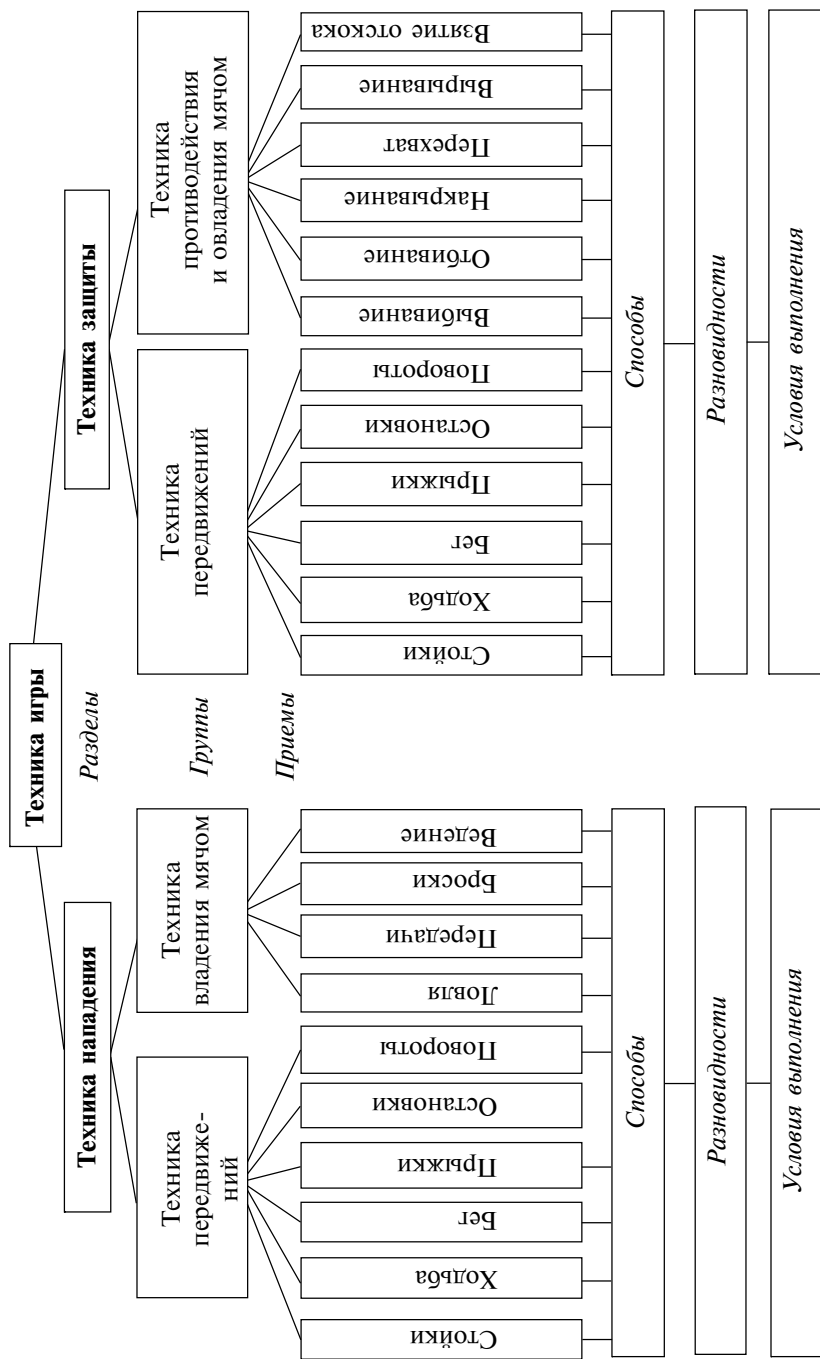 Техника игры
Разделы
Техника нападения
Техника защиты
Группы
Техника
передвиже-
ний
Техника
владения мячом
Техника
передвижений
Техника
противодействия
и овладения мячом
Приемы
Стойки
Ходьба
Бег
Прыжки
Остановки
Повороты
Ловля
Передачи
Броски
Ведение
Стойки
Ходьба
Бег
Прыжки
Остановки
Повороты
Выбивание
Отбивание
Накрывание
Перехват
Вырывание
Взятие отскока
Способы
Способы
Разновидности
Разновидности
Условия выполнения
Условия выполнения